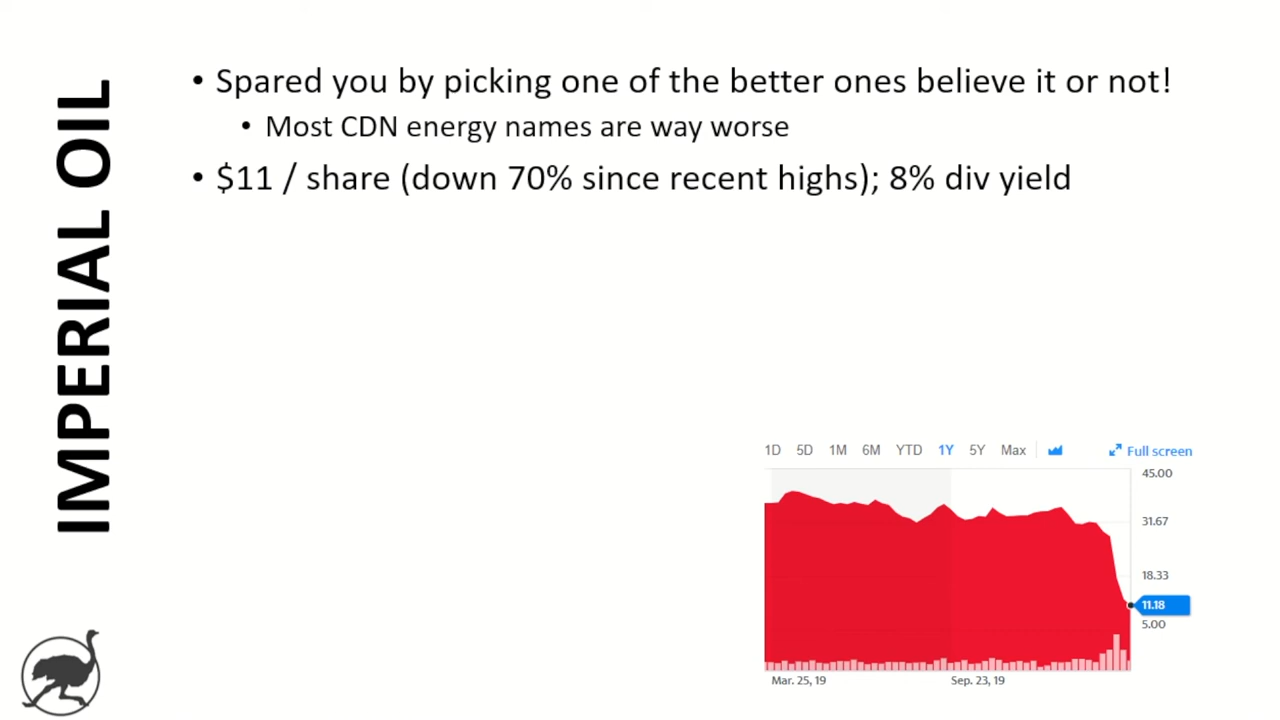 IMPERIAL OIL
• Spared you by picking one of the better ones believe it or not!
• Most CDN energy names are way worse
• $11 / share (down 70% since recent highs); 8% div yield
1D 5D 1M 6M YTD 1Y 5Y Max Full screen
45.00
31.67
18.33
11.18
5.00
Mar. 25, 19 Sep. 23, 19